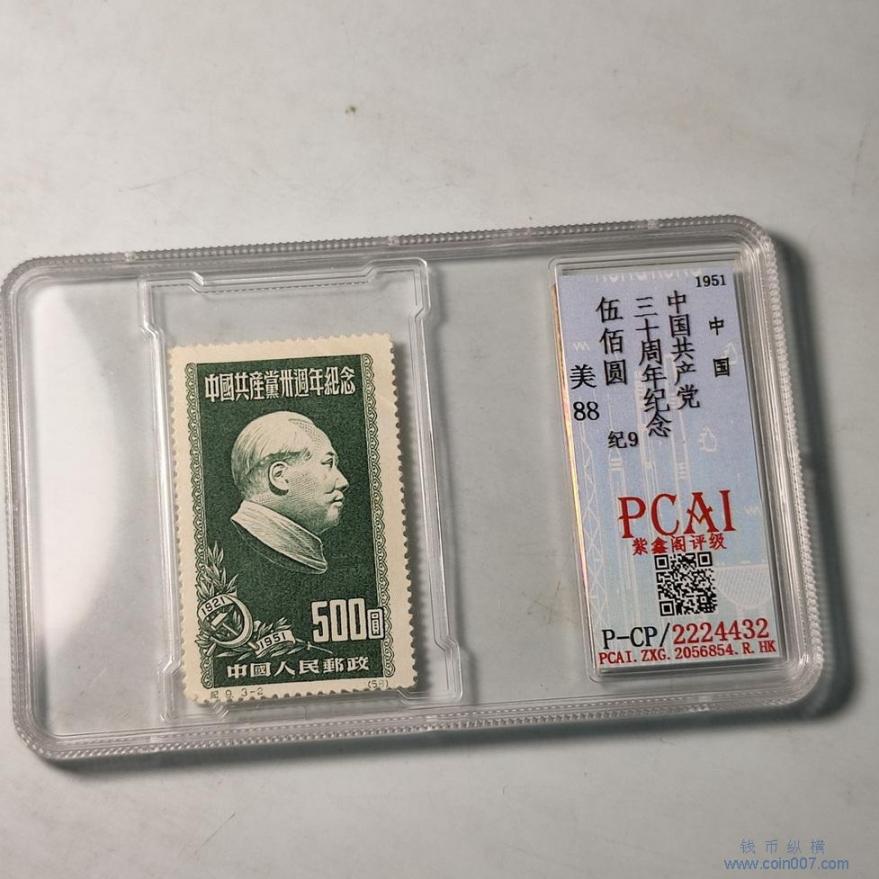 中國共産黨卅週年紀念
1921
1951
500圓
中國人民郵政
紀9.3-2
(58)
1951
中国
中国共产党
三十周年纪念
纪9
伍佰圆
美88
PCAI
紫鑫阁评级
P-CP/2224432
PCAI.ZXG.2056854.R.HK
钱币纵横
www.coin007.com